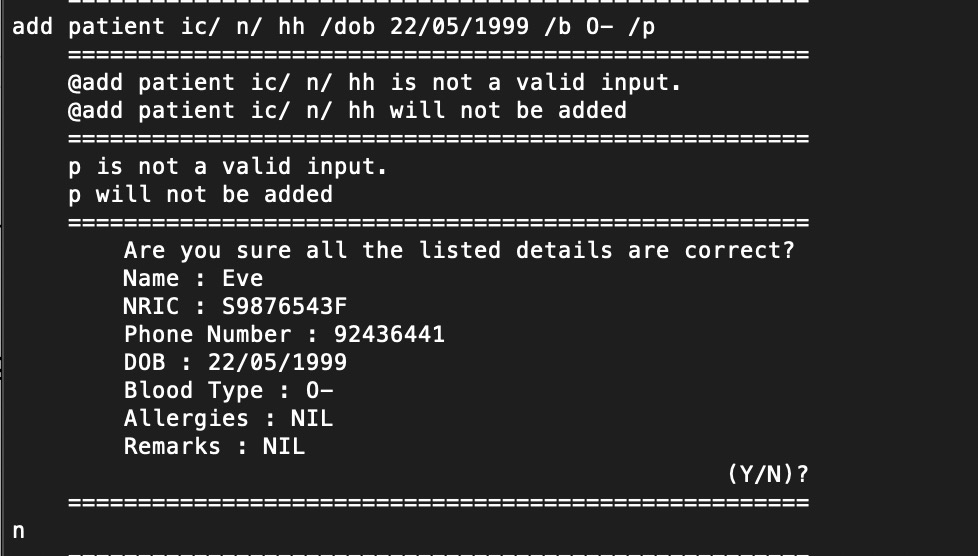 add patient ic/ n/ hh /dob 22/05/1999 /b O- /p
=====================================================
@add patient ic/ n/ hh is not a valid input.
@add patient ic/ n/ hh will not be added
=====================================================
p is not a valid input.
p will not be added
=====================================================
Are you sure all the listed details are correct?
Name : Eve
NRIC : S9876543F
Phone Number : 92436441
DOB : 22/05/1999
Blood Type : O-
Allergies : NIL
Remarks : NIL
(Y/N)?
=====================================================
n